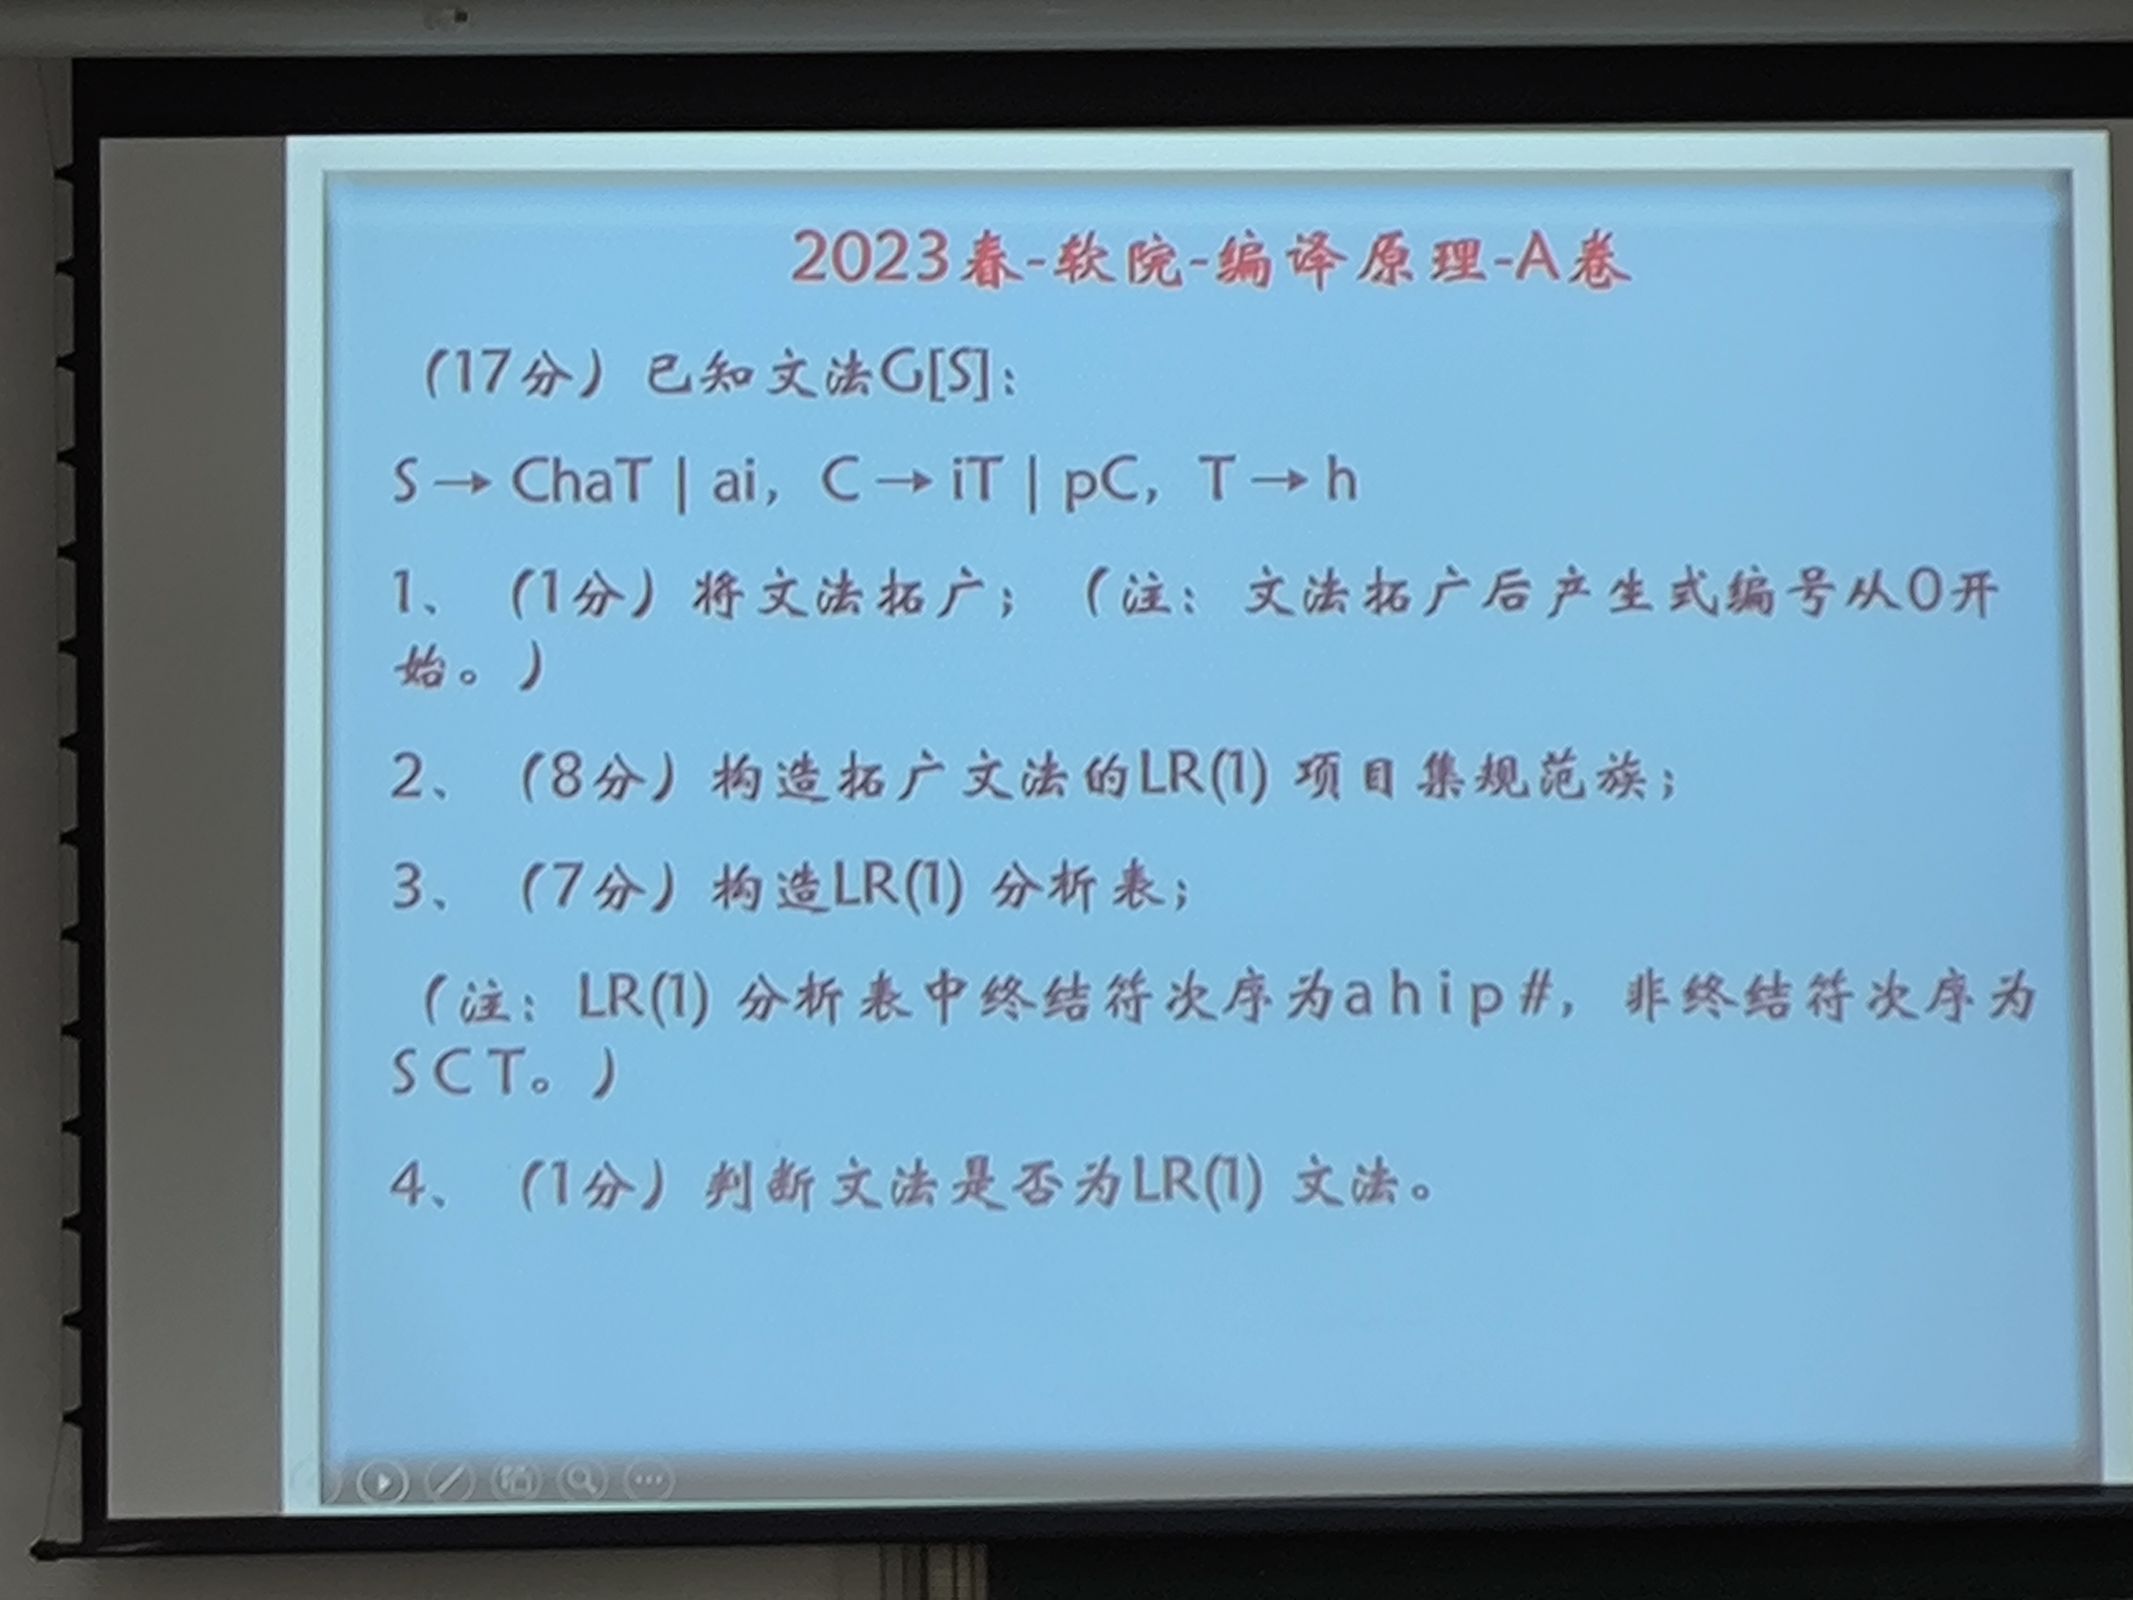 2023春-软院-编译原理-A卷
（17分）已知文法G[S]：
S→ChaT | ai，C→iT | pC，T→h
1、（1分）将文法拓广；（注：文法拓广后产生式编号从0开
始。）
2、（8分）构造拓广文法的LR(1) 项目集规范族；
3、（7分）构造LR(1) 分析表；
（注：LR(1) 分析表中终结符次序为a h i p #，非终结符次序为
S C T。）
4、（1分）判断文法是否为LR(1) 文法。